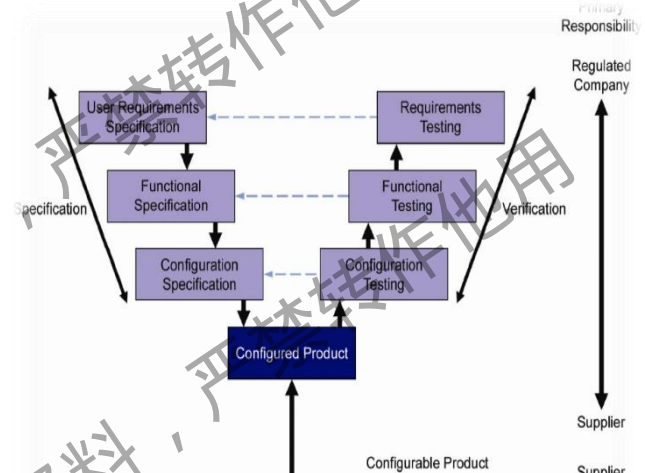 Primary
Responsibility
Regulated
Company
User Requirements
Specification
Requirements
Testing
Functional
Specification
Functional
Testing
Specification
Verification
Configuration
Specification
Configuration
Testing
Configured Product
Supplier
Configurable Product
Supplier
严禁转作他用
严禁转作他用
料，严禁转作他用